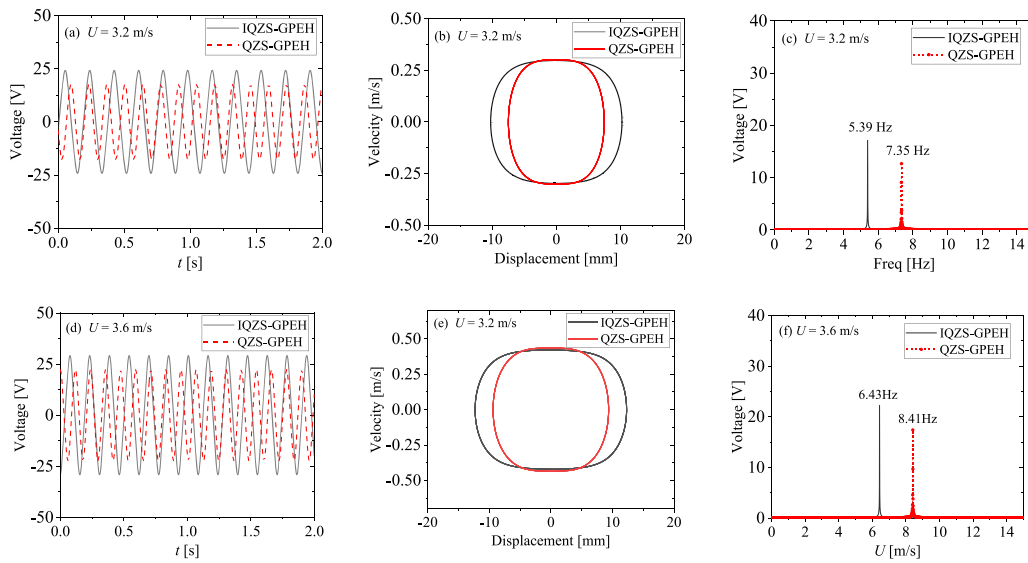 (a) U = 3.2 m/s
IQZS-GPEH
QZS-GPEH
50
25
0
-25
-50
Voltage [V]
0.0 0.5 1.0 1.5 2.0
t [s]
(b) U = 3.2 m/s
IQZS-GPEH
QZS-GPEH
0.50
0.25
0.00
-0.25
-0.50
Velocity [m/s]
-20 -10 0 10 20
Displacement [mm]
(c) U = 3.2 m/s
IQZS-GPEH
QZS-GPEH
5.39 Hz
7.35 Hz
40
30
20
10
0
Voltage [V]
0 2 4 6 8 10 12 14
Freq [Hz]
(d) U = 3.6 m/s
IQZS-GPEH
QZS-GPEH
50
25
0
-25
-50
Voltage [V]
0.0 0.5 1.0 1.5 2.0
t [s]
(e) U = 3.2 m/s
IQZS-GPEH
QZS-GPEH
0.50
0.25
0.00
-0.25
-0.50
Velocity [m/s]
-20 -10 0 10 20
Displacement [mm]
(f) U = 3.6 m/s
IQZS-GPEH
QZS-GPEH
6.43Hz
8.41Hz
40
30
20
10
0
Voltage [V]
0 2 4 6 8 10 12 14
U [m/s]